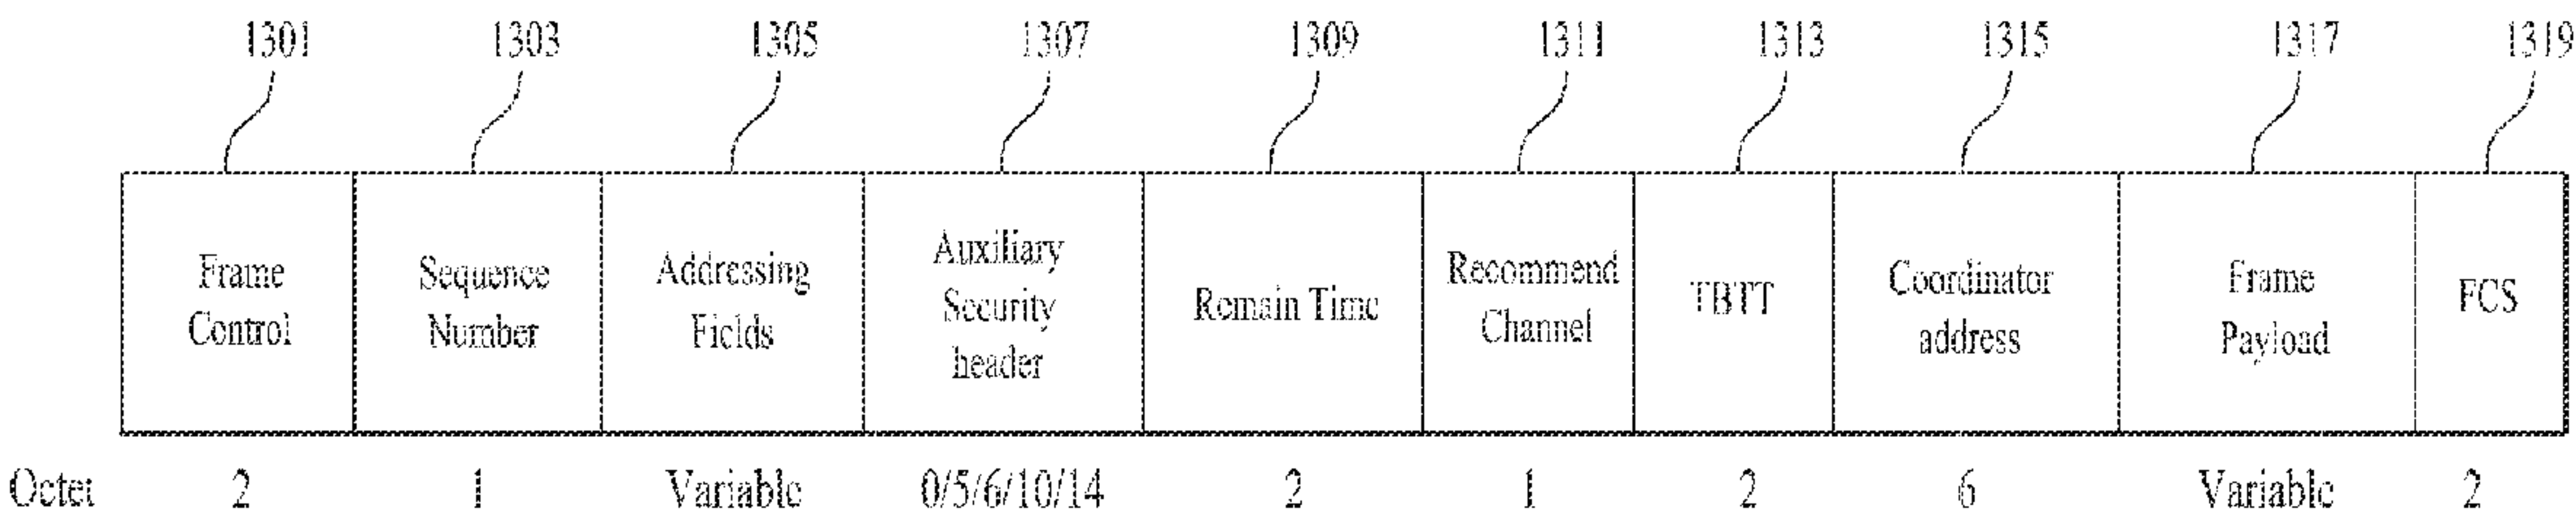 1301 1303 1305 1307 1309 1311 1313 1315 1317 1319
Frame Control
Sequence Number
Addressing Fields
Auxiliary Security header
Remain Time
Recommend Channel
TBTT
Coordinator address
Frame Payload
FCS
Octet 2 1 Variable 0/5/6/10/14 2 1 2 6 Variable 2